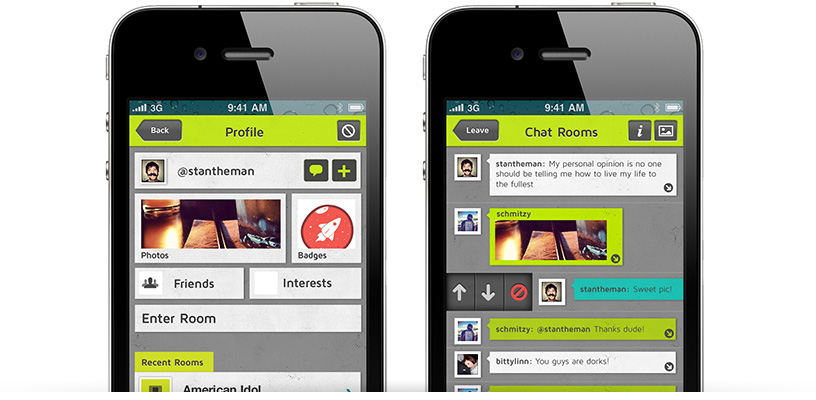 3G 9:41 AM
Back Profile
@stantheman
Photos Badges
Friends Interests
Enter Room
Recent Rooms
American Idol
3G 9:41 AM
Leave Chat Rooms i
stantheman: My personal opinion is no one
should be telling me how to live my life to
the fullest
schmitzy
stantheman: Sweet pic!
schmitzy: @stantheman Thanks dude!
bittylinn: You guys are dorks!